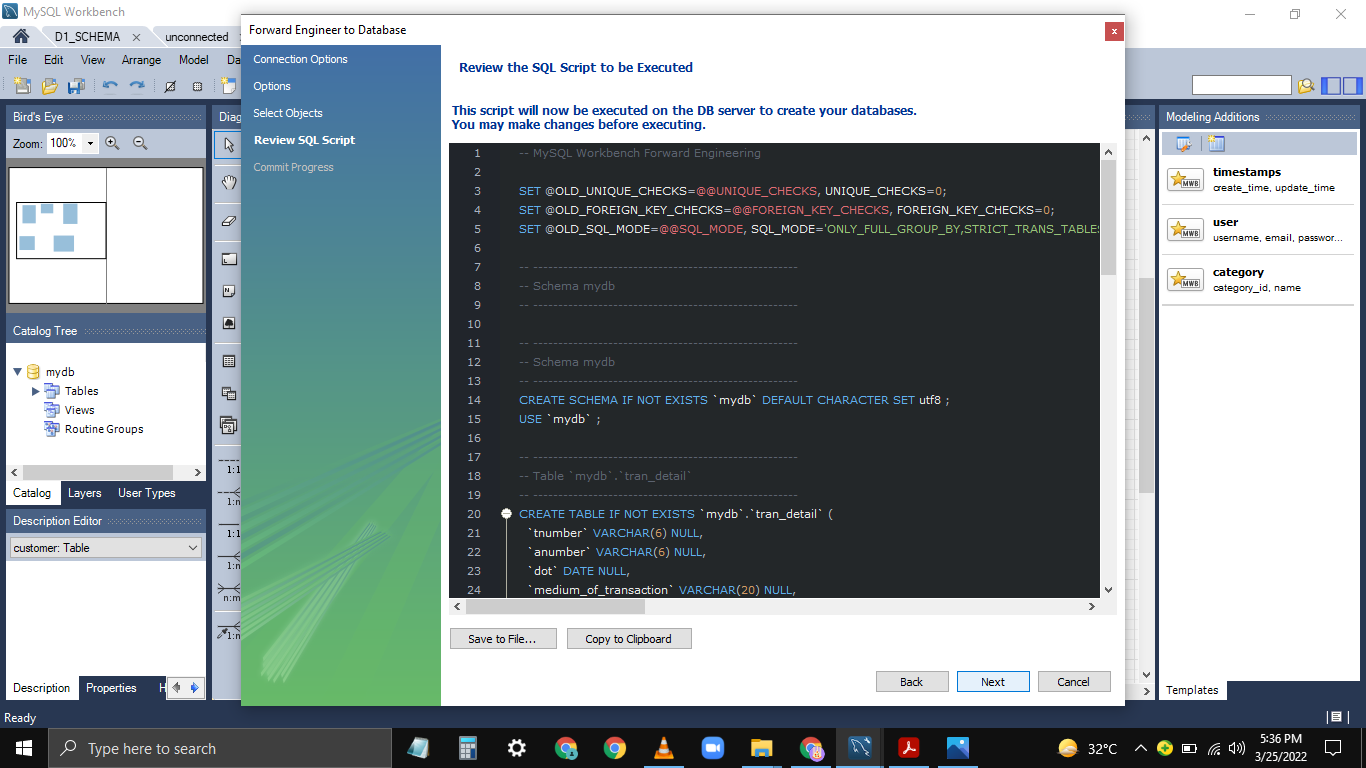 MySQL Workbench
D1_SCHEMA
unconnected
File Edit View Arrange Model Da
Bird's Eye
Zoom: 100%
Catalog Tree
mydb
Tables
Views
Routine Groups
Catalog Layers User Types
Description Editor
customer: Table
Description Properties H
Ready
Diag
1:1
1:n
1:1
1:n
n:m
1:n
Forward Engineer to Database
x
Connection Options
Options
Select Objects
Review SQL Script
Commit Progress
Review the SQL Script to be Executed
This script will now be executed on the DB server to create your databases.
You may make changes before executing.
1 -- MySQL Workbench Forward Engineering
2
3 SET @OLD_UNIQUE_CHECKS=@@UNIQUE_CHECKS, UNIQUE_CHECKS=0;
4 SET @OLD_FOREIGN_KEY_CHECKS=@@FOREIGN_KEY_CHECKS, FOREIGN_KEY_CHECKS=0;
5 SET @OLD_SQL_MODE=@@SQL_MODE, SQL_MODE='ONLY_FULL_GROUP_BY,STRICT_TRANS_TABLES
6
7 -- -----------------------------------------------------
8 -- Schema mydb
9 -- -----------------------------------------------------
10
11 -- -----------------------------------------------------
12 -- Schema mydb
13 -- -----------------------------------------------------
14 CREATE SCHEMA IF NOT EXISTS `mydb` DEFAULT CHARACTER SET utf8 ;
15 USE `mydb` ;
16
17 -- -----------------------------------------------------
18 -- Table `mydb`.`tran_detail`
19 -- -----------------------------------------------------
20 CREATE TABLE IF NOT EXISTS `mydb`.`tran_detail` (
21 `tnumber` VARCHAR(6) NULL,
22 `anumber` VARCHAR(6) NULL,
23 `dot` DATE NULL,
24 `medium_of_transaction` VARCHAR(20) NULL,
Save to File...
Copy to Clipboard
Back
Next
Cancel
Modeling Additions
MWB
timestamps
create_time, update_time
MWB
user
username, email, passwor...
MWB
category
category_id, name
Templates
Type here to search
32°C
5:36 PM
3/25/2022